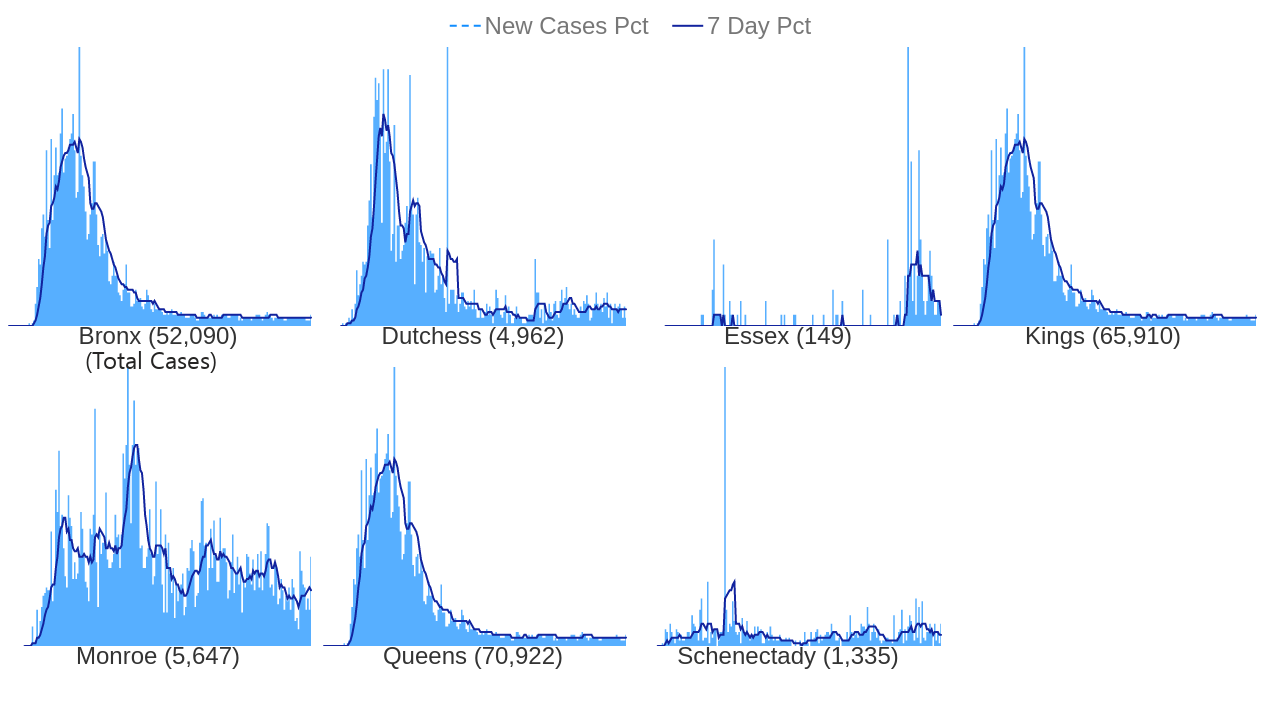 New Cases Pct 7 Day Pct
Bronx (52,090)
(Total Cases)
Dutchess (4,962)
Essex (149)
Kings (65,910)
Monroe (5,647)
Queens (70,922)
Schenectady (1,335)